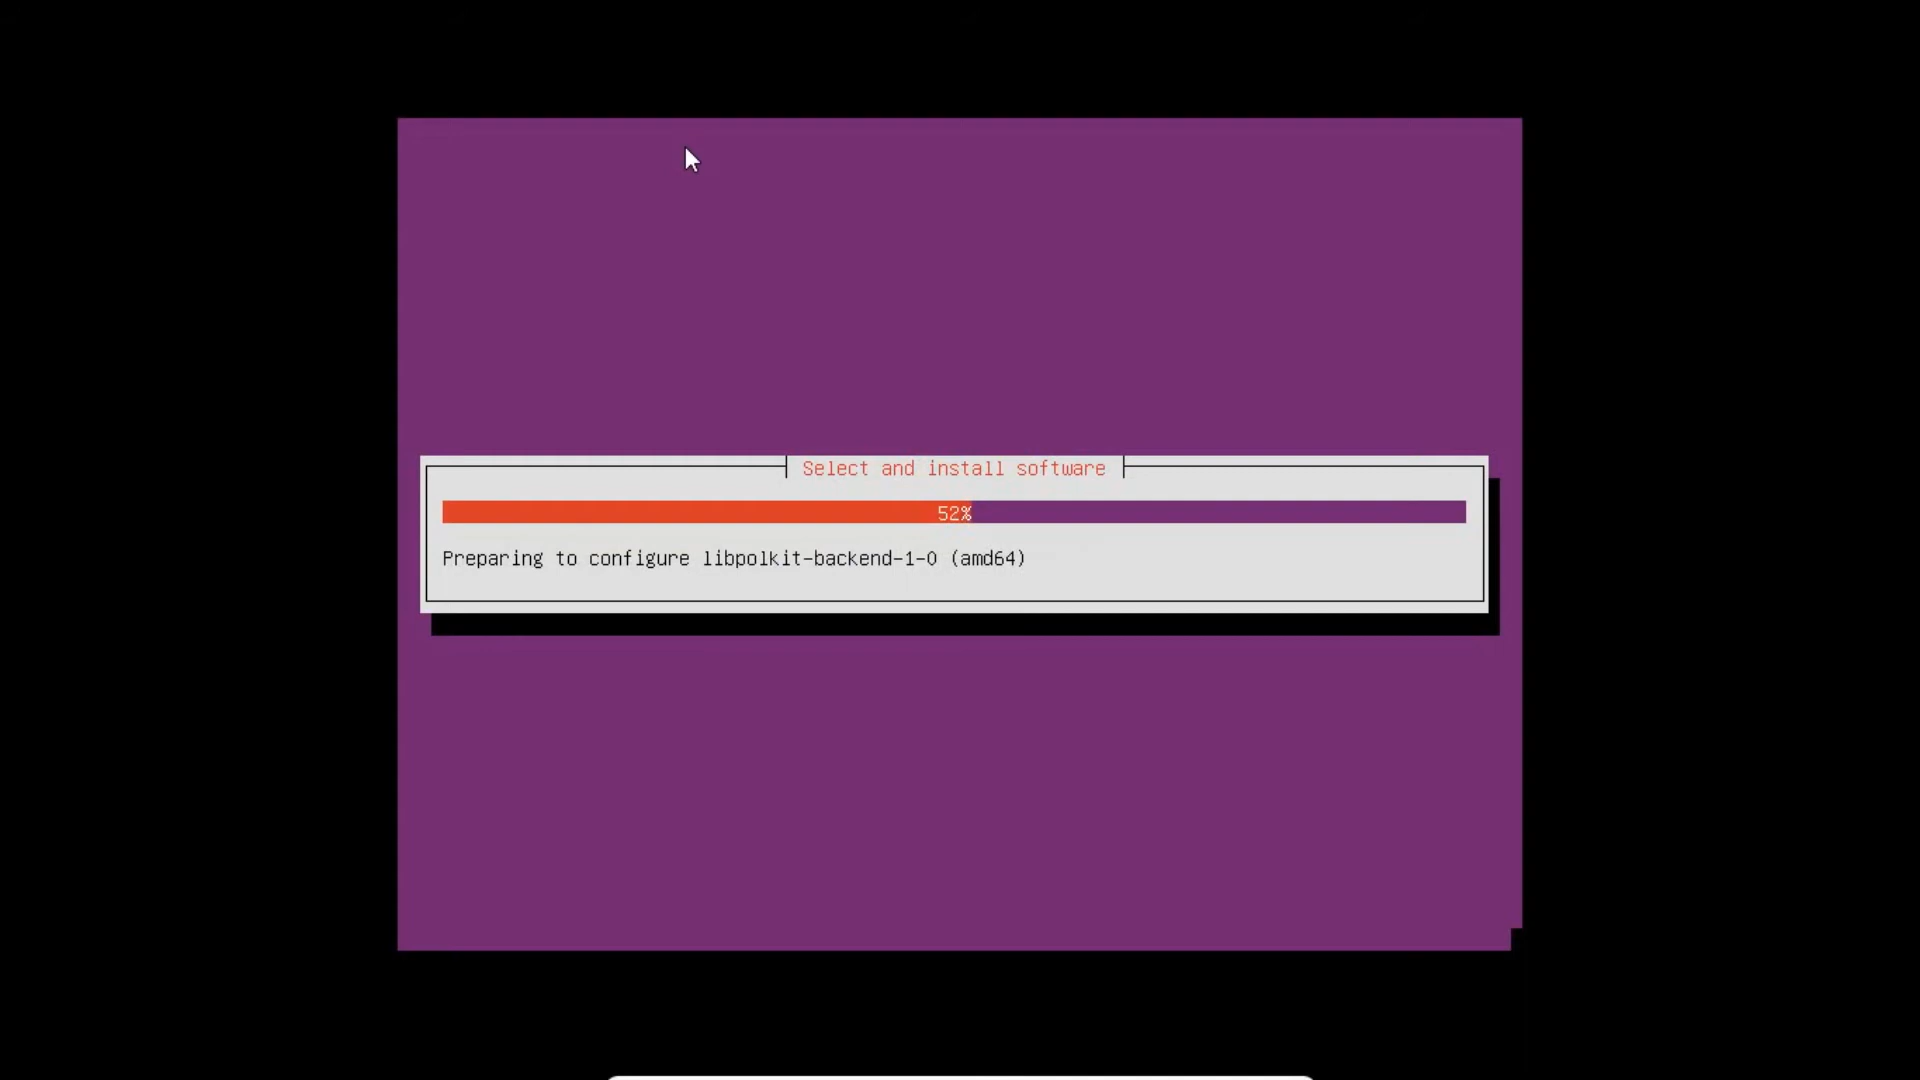 Select and install software
52%
Preparing to configure libpolkit-backend-1-0 (amd64)